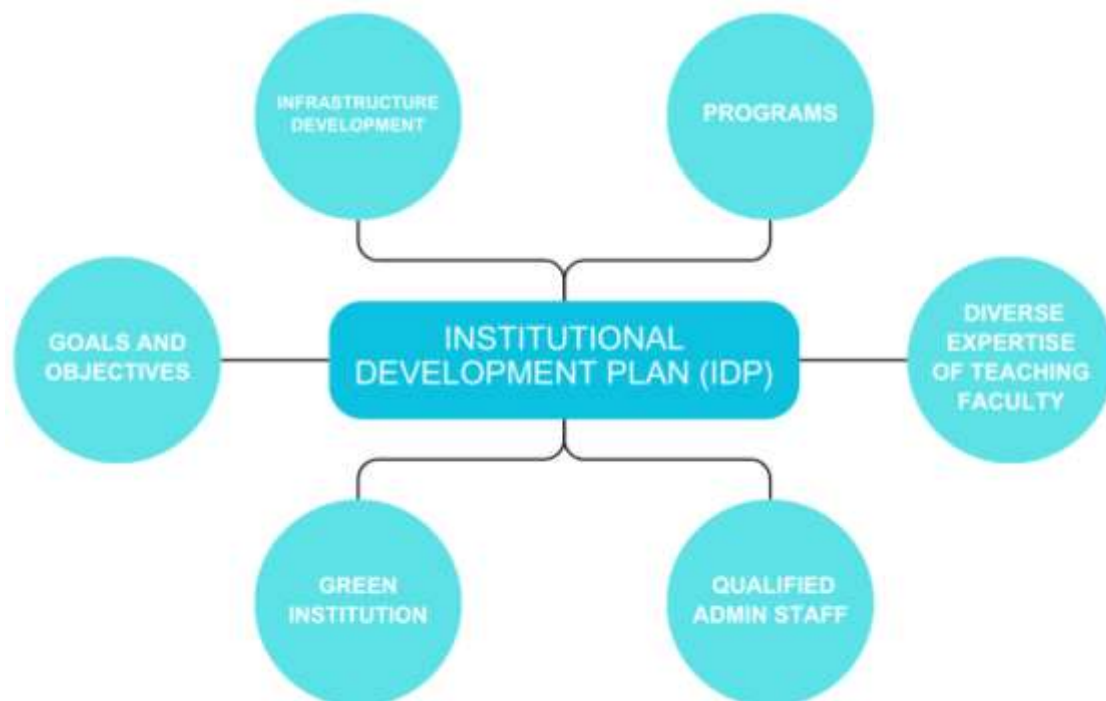 INFRASTRUCTURE
DEVELOPMENT
PROGRAMS
GOALS AND
OBJECTIVES
INSTITUTIONAL
DEVELOPMENT PLAN (IDP)
DIVERSE
EXPERTISE
OF TEACHING
FACULTY
GREEN
INSTITUTION
QUALIFIED
ADMIN STAFF